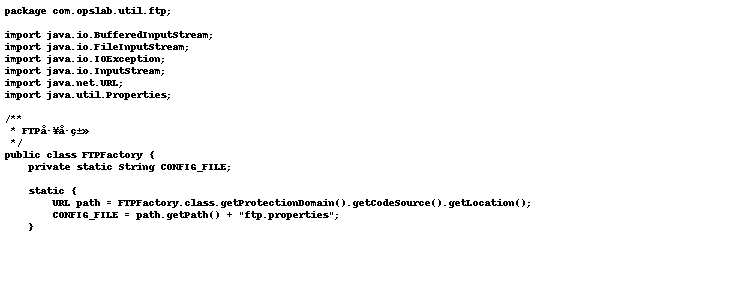 package com.opslab.util.ftp;

import java.io.BufferedInputStream;
import java.io.FileInputStream;
import java.io.IOException;
import java.io.InputStream;
import java.net.URL;
import java.util.Properties;

/**
 * FTPå·¥å·ç±»
 */
public class FTPFactory {
    private static String CONFIG_FILE;

    static {
        URL path = FTPFactory.class.getProtectionDomain().getCodeSource().getLocation();
        CONFIG_FILE = path.getPath() + "ftp.properties";
    }